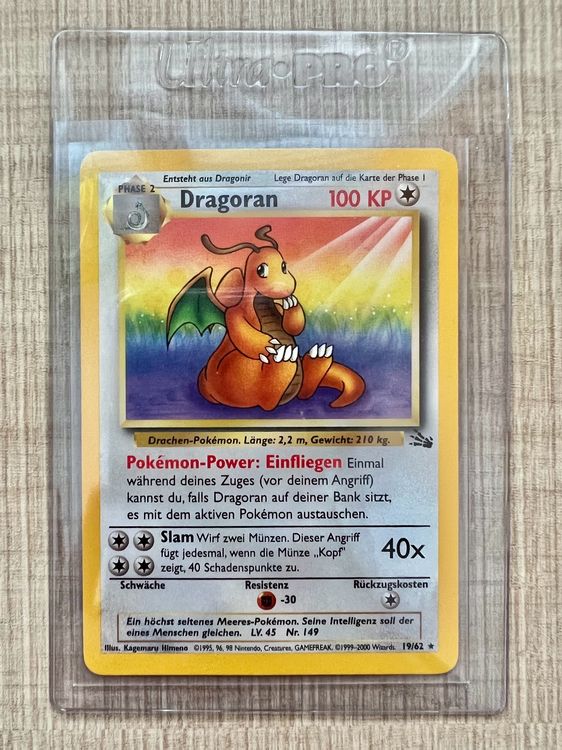 Ultra·PRO®
Entsteht aus Dragonir Lege Dragoran auf die Karte der Phase 1
PHASE 2
Dragoran 100 KP
Drachen-Pokémon. Länge: 2,2 m, Gewicht: 210 kg.
Pokémon-Power: Einfliegen Einmal
während deines Zuges (vor deinem Angriff)
kannst du, falls Dragoran auf deiner Bank sitzt,
es mit dem aktiven Pokémon austauschen.
Slam Wirf zwei Münzen. Dieser Angriff
fügt jedesmal, wenn die Münze „Kopf"
zeigt, 40 Schadenspunkte zu.
40x
Schwäche Resistenz Rückzugskosten
-30
Ein höchst seltenes Meeres-Pokémon. Seine Intelligenz soll der
eines Menschen gleichen. LV. 45 Nr. 149
Illus. Kagemaru Himeno ©1995, 96, 98 Nintendo, Creatures, GAMEFREAK. ©1999-2000 Wizards. 19/62 ★